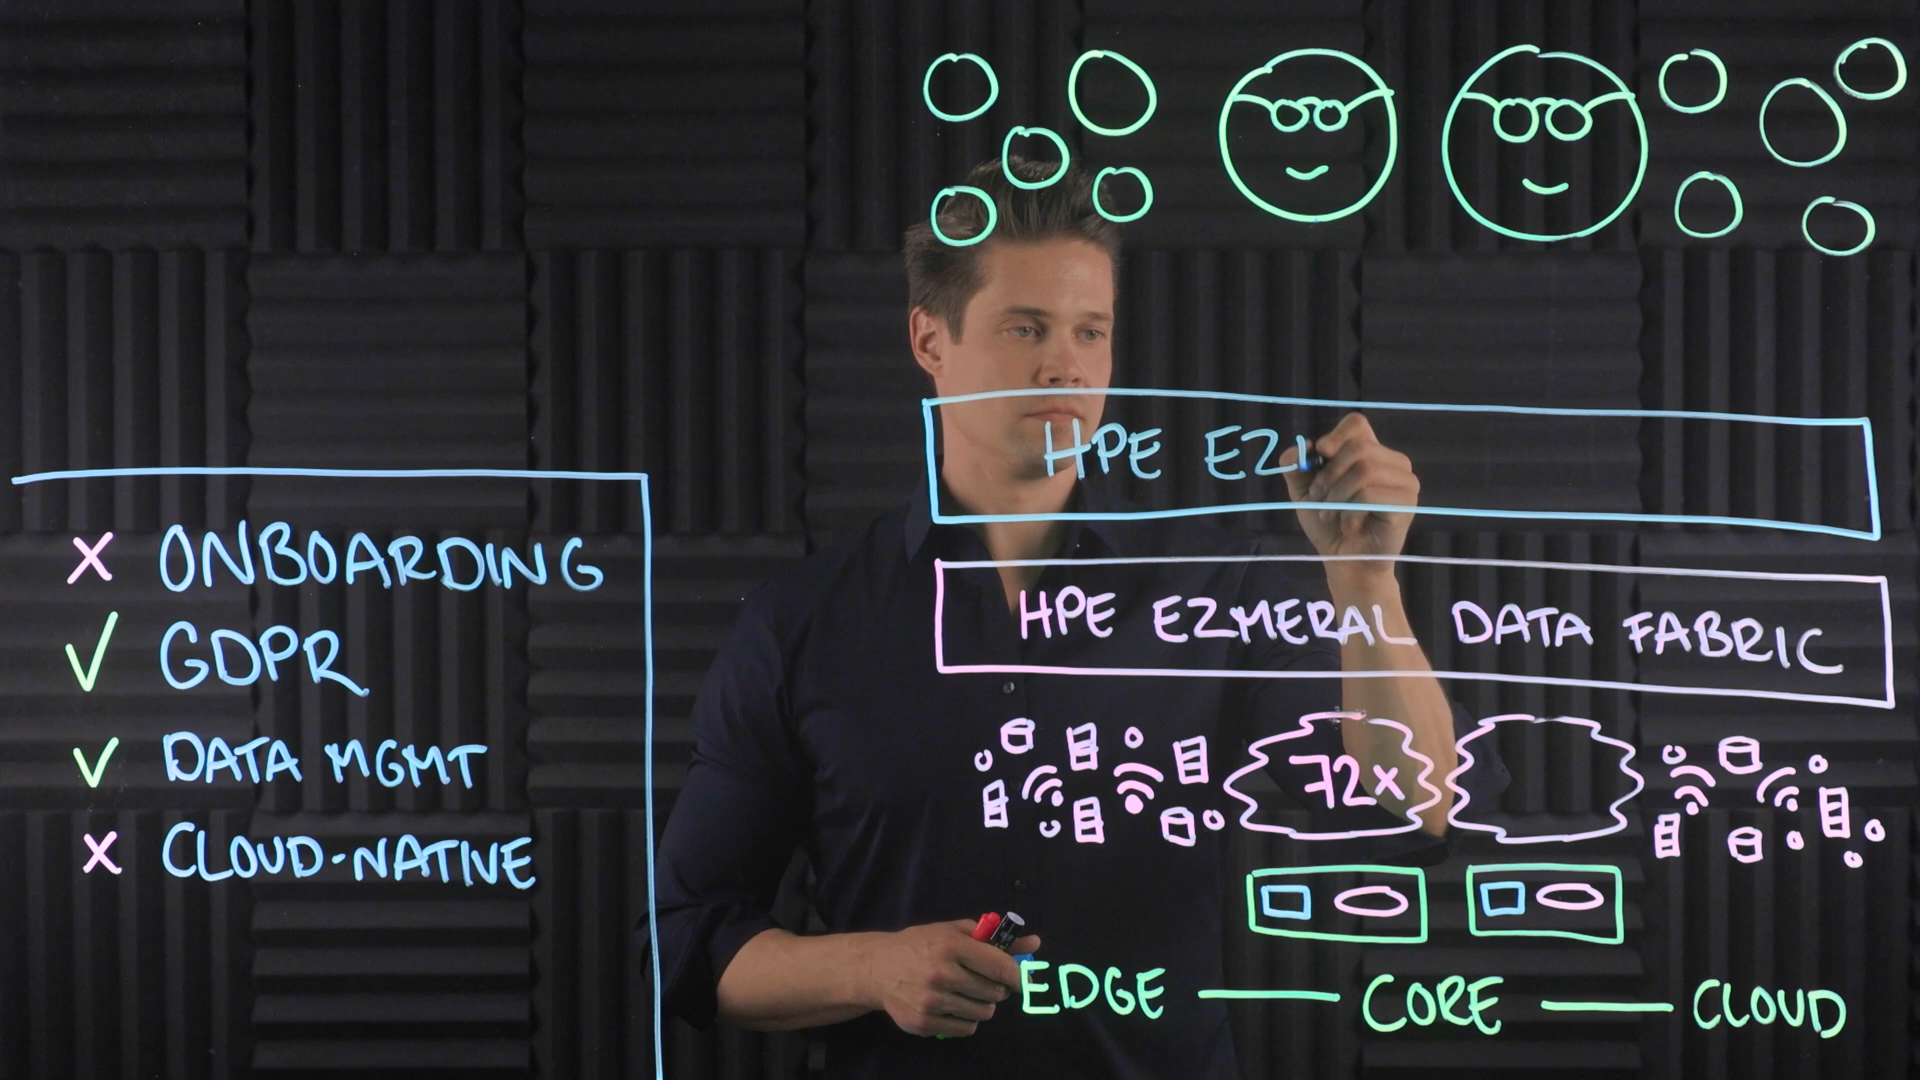 ONBOARDING
GDPR
DATA MGMT
CLOUD-NATIVE
HPE EZ
HPE EZMERAL DATA FABRIC
72x
EDGE — CORE — CLOUD